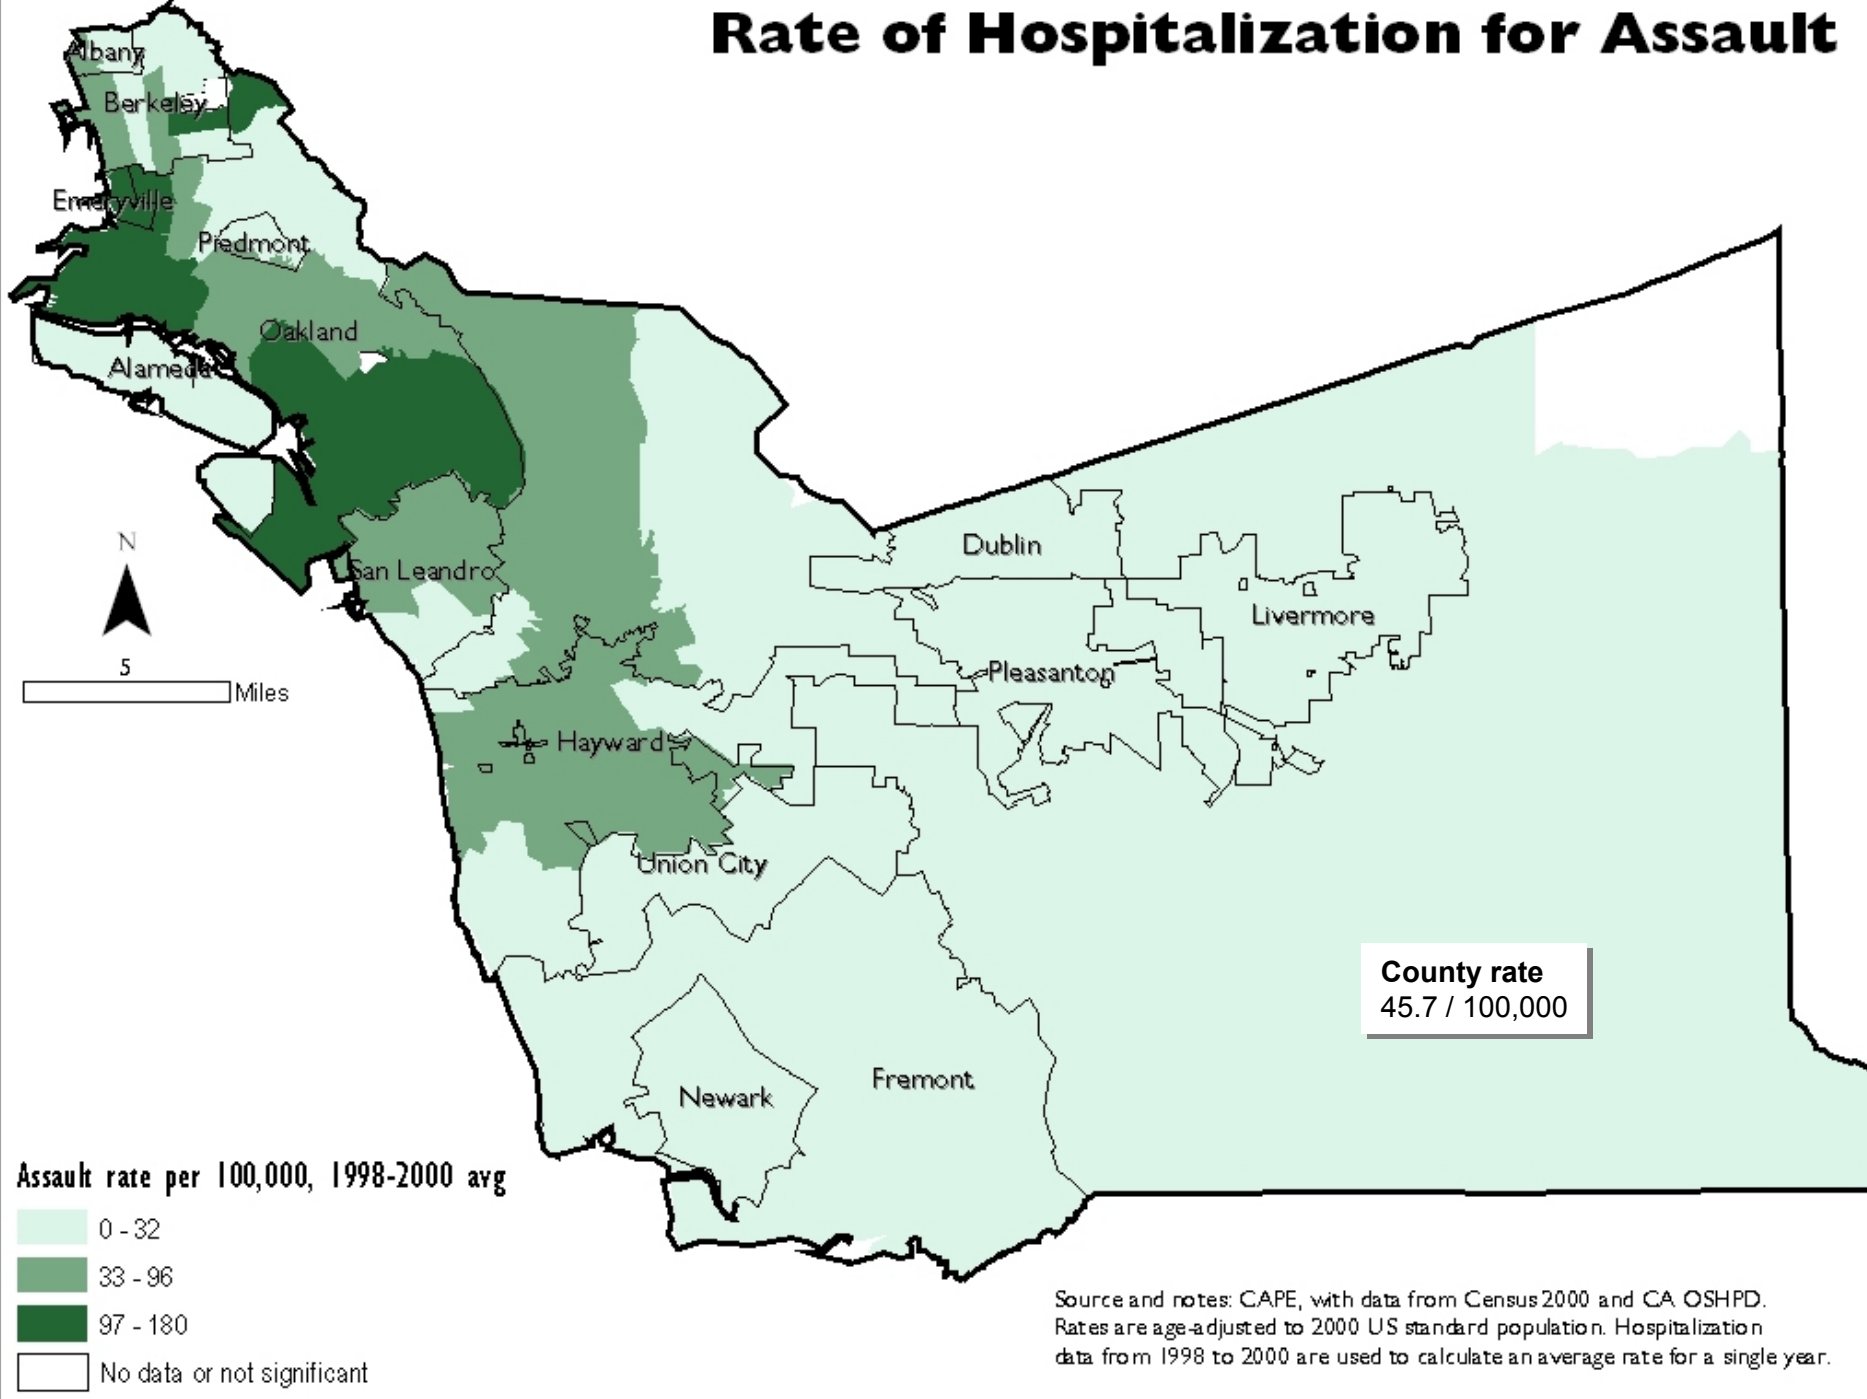 Rate of Hospitalization for Assault
Albany
Berkeley
Emeryville
Piedmont
Oakland
Alameda
San Leandro
Dublin
Livermore
Pleasanton
Hayward
Union City
Newark
Fremont
N
5
Miles
County rate
45.7 / 100,000
Assault rate per 100,000, 1998-2000 avg
0 - 32
33 - 96
97 - 180
No data or not significant
Source and notes: CAPE, with data from Census 2000 and CA OSHPD.
Rates are age-adjusted to 2000 US standard population. Hospitalization
data from 1998 to 2000 are used to calculate an average rate for a single year.